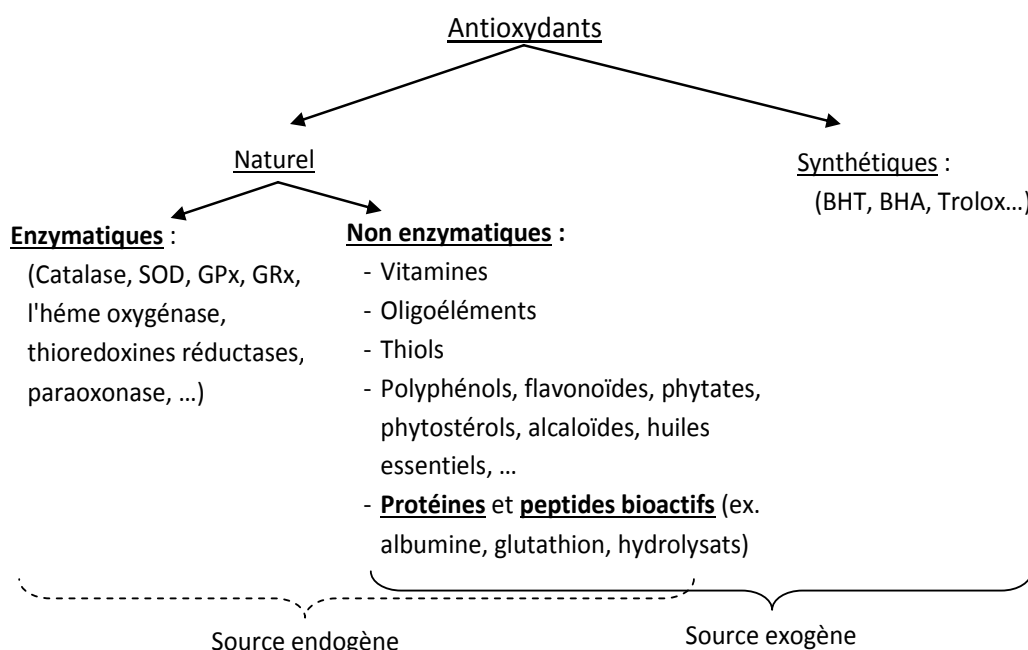 Antioxydants
Naturel
Synthétiques :
(BHT, BHA, Trolox...)
Enzymatiques :
(Catalase, SOD, GPx, GRx,
l'héme oxygénase,
thioredoxines réductases,
paraoxonase, ...)
Non enzymatiques :
- Vitamines
- Oligoéléments
- Thiols
- Polyphénols, flavonoïdes, phytates,
phytostérols, alcaloïdes, huiles
essentiels, ...
- Protéines et peptides bioactifs (ex.
albumine, glutathion, hydrolysats)
Source endogène
Source exogène